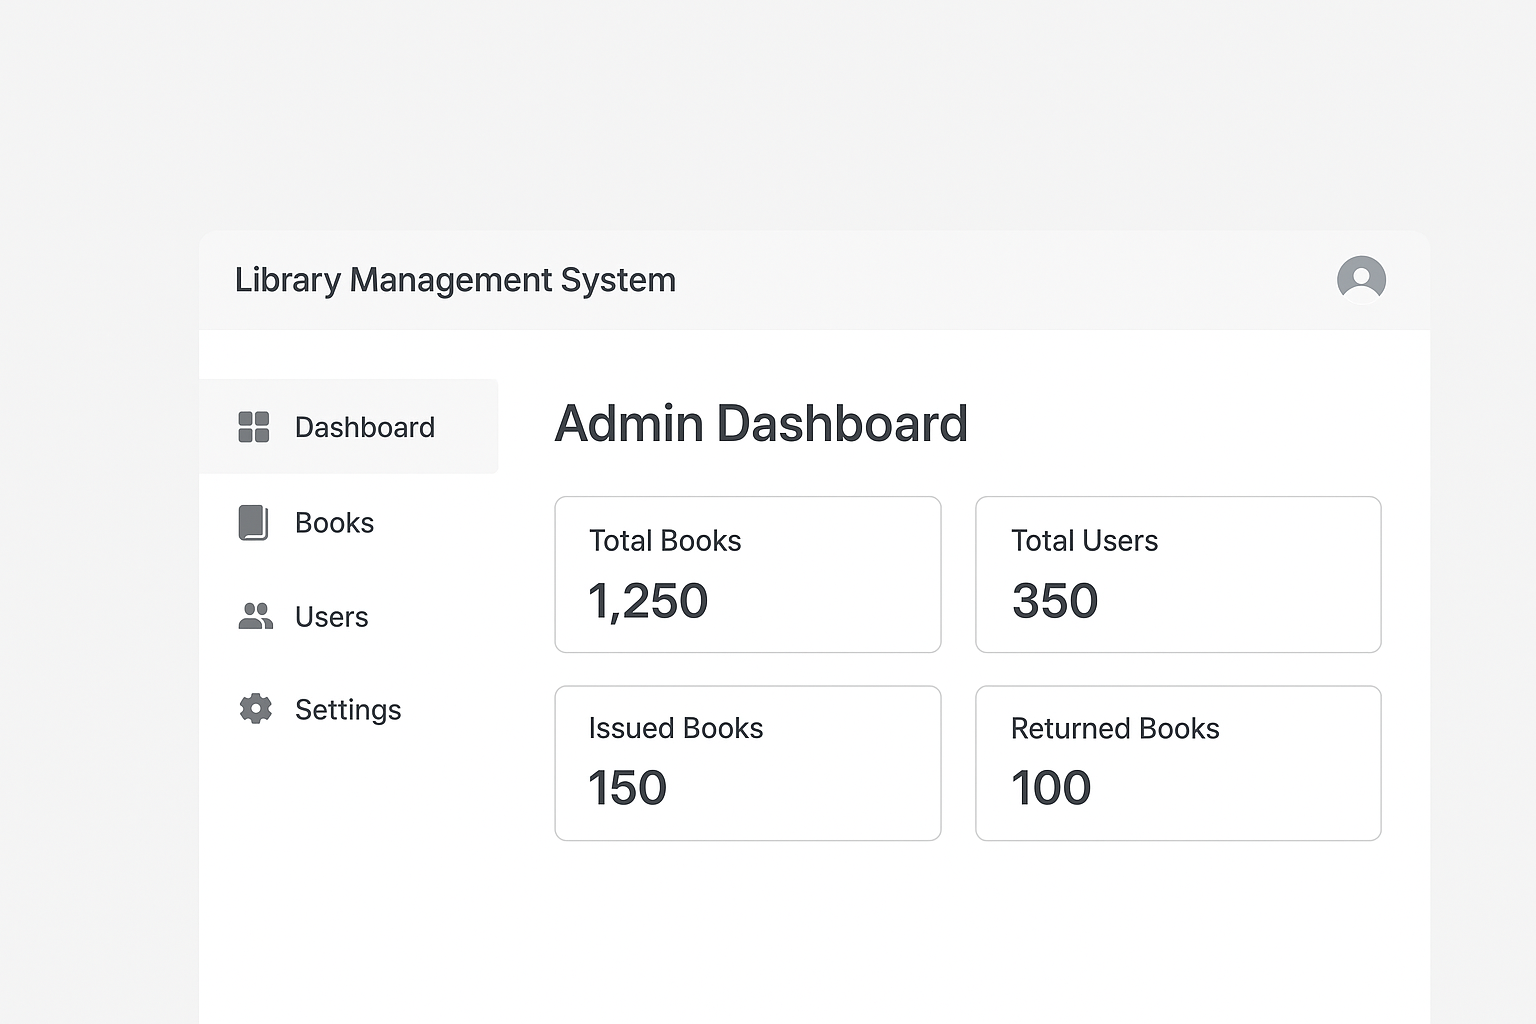 Library Management System
Dashboard
Books
Users
Settings
Admin Dashboard
Total Books
1,250
Total Users
350
Issued Books
150
Returned Books
100